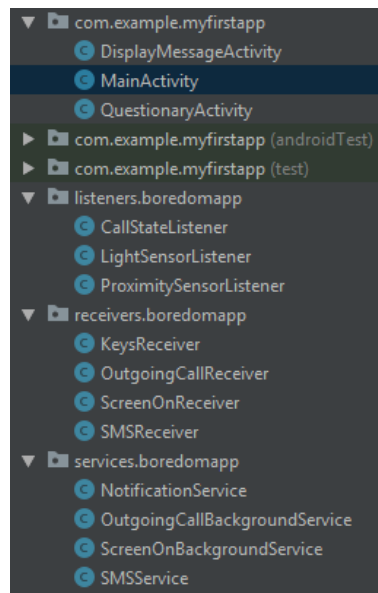 com.example.myfirstapp
DisplayMessageActivity
MainActivity
QuestionaryActivity
com.example.myfirstapp (androidTest)
com.example.myfirstapp (test)
listeners.boredomapp
CallStateListener
LightSensorListener
ProximitySensorListener
receivers.boredomapp
KeysReceiver
OutgoingCallReceiver
ScreenOnReceiver
SMSReceiver
services.boredomapp
NotificationService
OutgoingCallBackgroundService
ScreenOnBackgroundService
SMSService